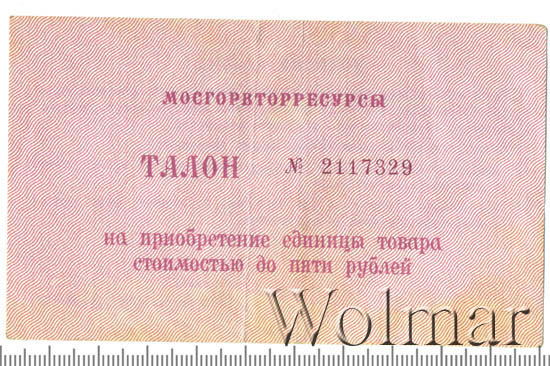 МОСГОРВТОРРЕСУРСЫ
ТАЛОН № 2117329
на приобретение единицы товара
стоимостью до пяти рублей
Wolmar